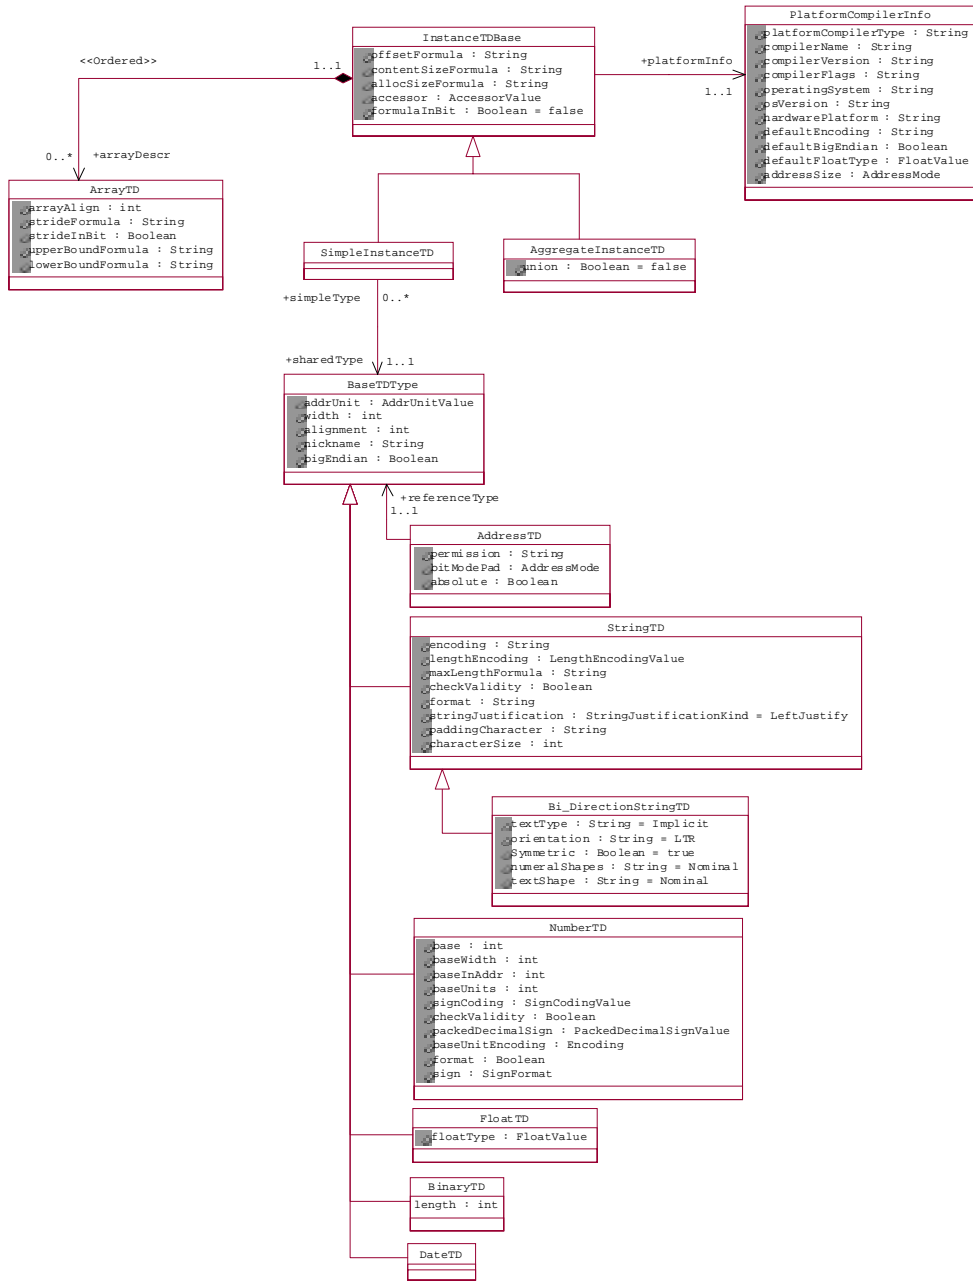 InstanceTDBase
offsetFormula : String
contentSizeFormula : String
allocSizeFormula : String
accessor : AccessorValue
formulaInBit : Boolean = false
PlatformCompilerInfo
platformCompilerType : String
compilerName : String
compilerVersion : String
compilerFlags : String
operatingSystem : String
osVersion : String
hardwarePlatform : String
defaultEncoding : String
defaultBigEndian : Boolean
defaultFloatType : FloatValue
addressSize : AddressMode
<<Ordered>>
1..1
+platformInfo
1..1
0..*
+arrayDescr
ArrayTD
arrayAlign : int
strideFormula : String
strideInBit : Boolean
upperBoundFormula : String
lowerBoundFormula : String
SimpleInstanceTD
AggregateInstanceTD
union : Boolean = false
+simpleType
0..*
+sharedType
1..1
BaseTDType
addrUnit : AddrUnitValue
width : int
alignment : int
nickname : String
bigEndian : Boolean
+referenceType
1..1
AddressTD
permission : String
bitModePad : AddressMode
absolute : Boolean
StringTD
encoding : String
lengthEncoding : LengthEncodingValue
maxLengthFormula : String
checkValidity : Boolean
format : String
stringJustification : StringJustificationKind = LeftJustify
paddingCharacter : String
characterSize : int
Bi_DirectionStringTD
textType : String = Implicit
orientation : String = LTR
Symmetric : Boolean = true
numeralShapes : String = Nominal
textShape : String = Nominal
NumberTD
base : int
baseWidth : int
baseInAddr : int
baseUnits : int
signCoding : SignCodingValue
checkValidity : Boolean
packedDecimalSign : PackedDecimalSignValue
baseUnitEncoding : Encoding
format : Boolean
sign : SignFormat
FloatTD
floatType : FloatValue
BinaryTD
length : int
DateTD